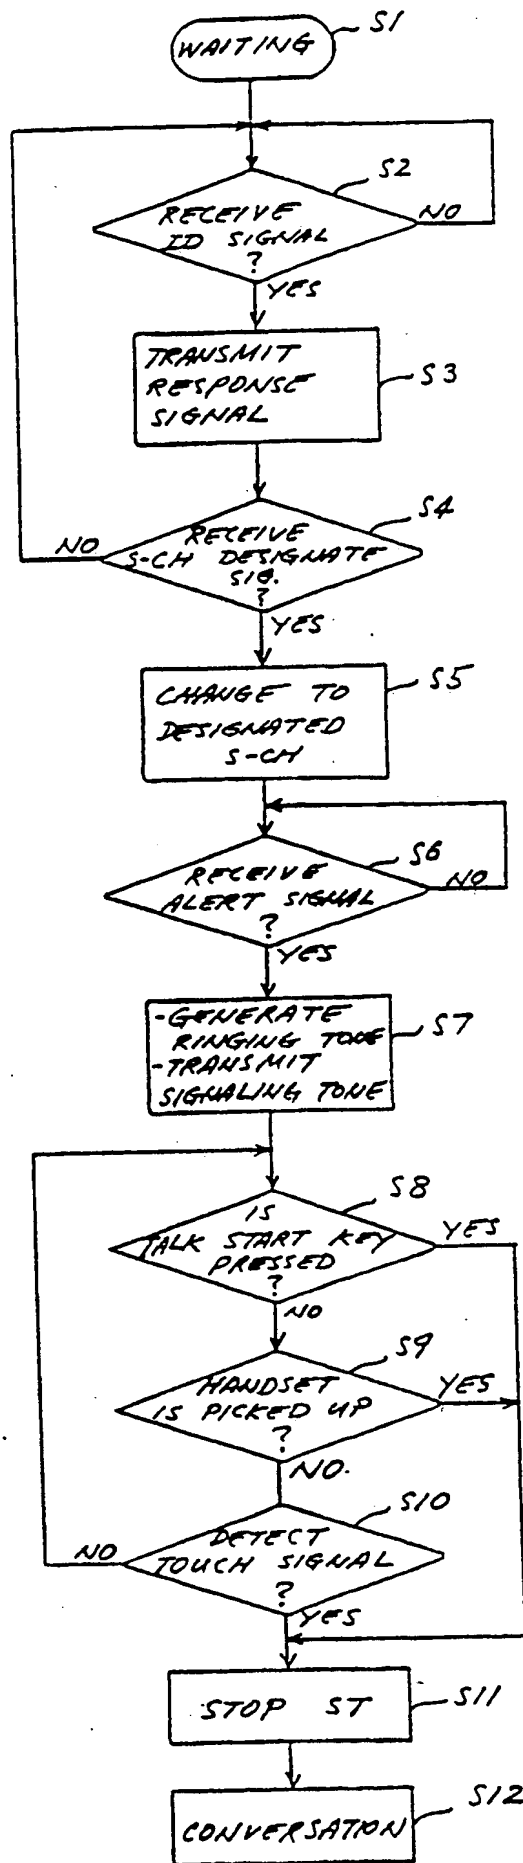 WAITING
S1
S2
RECEIVE
ID SIGNAL
?
NO
YES
TRANSMIT
RESPONSE
SIGNAL
S3
S4
RECEIVE
S-CH DESIGNATE
SIG.
?
NO
YES
CHANGE TO
DESIGNATED
S-CH
S5
S6
RECEIVE
ALERT SIGNAL
?
NO
YES
-GENERATE
RINGING TONE
-TRANSMIT
SIGNALING TONE
S7
S8
IS
TALK START KEY
PRESSED
?
YES
NO
S9
HANDSET
IS PICKED UP
?
YES
NO.
S10
DETECT
TOUCH SIGNAL
?
NO
YES
STOP ST
S11
CONVERSATION
S12